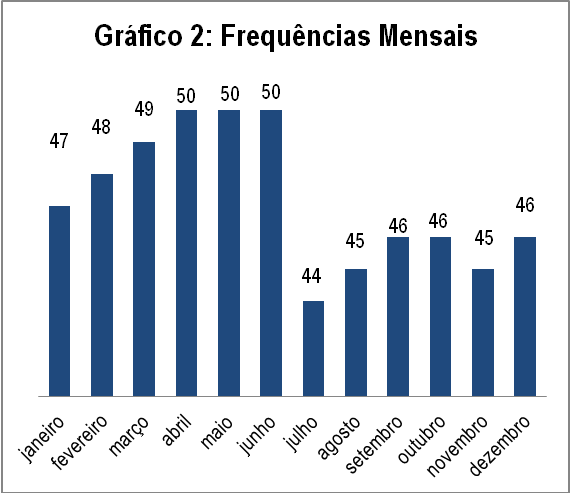 Gráfico 2: Frequências Mensais
47
48
49
50
50
50
44
45
46
46
45
46
janeiro
fevereiro
março
abril
maio
junho
julho
agosto
setembro
outubro
novembro
dezembro